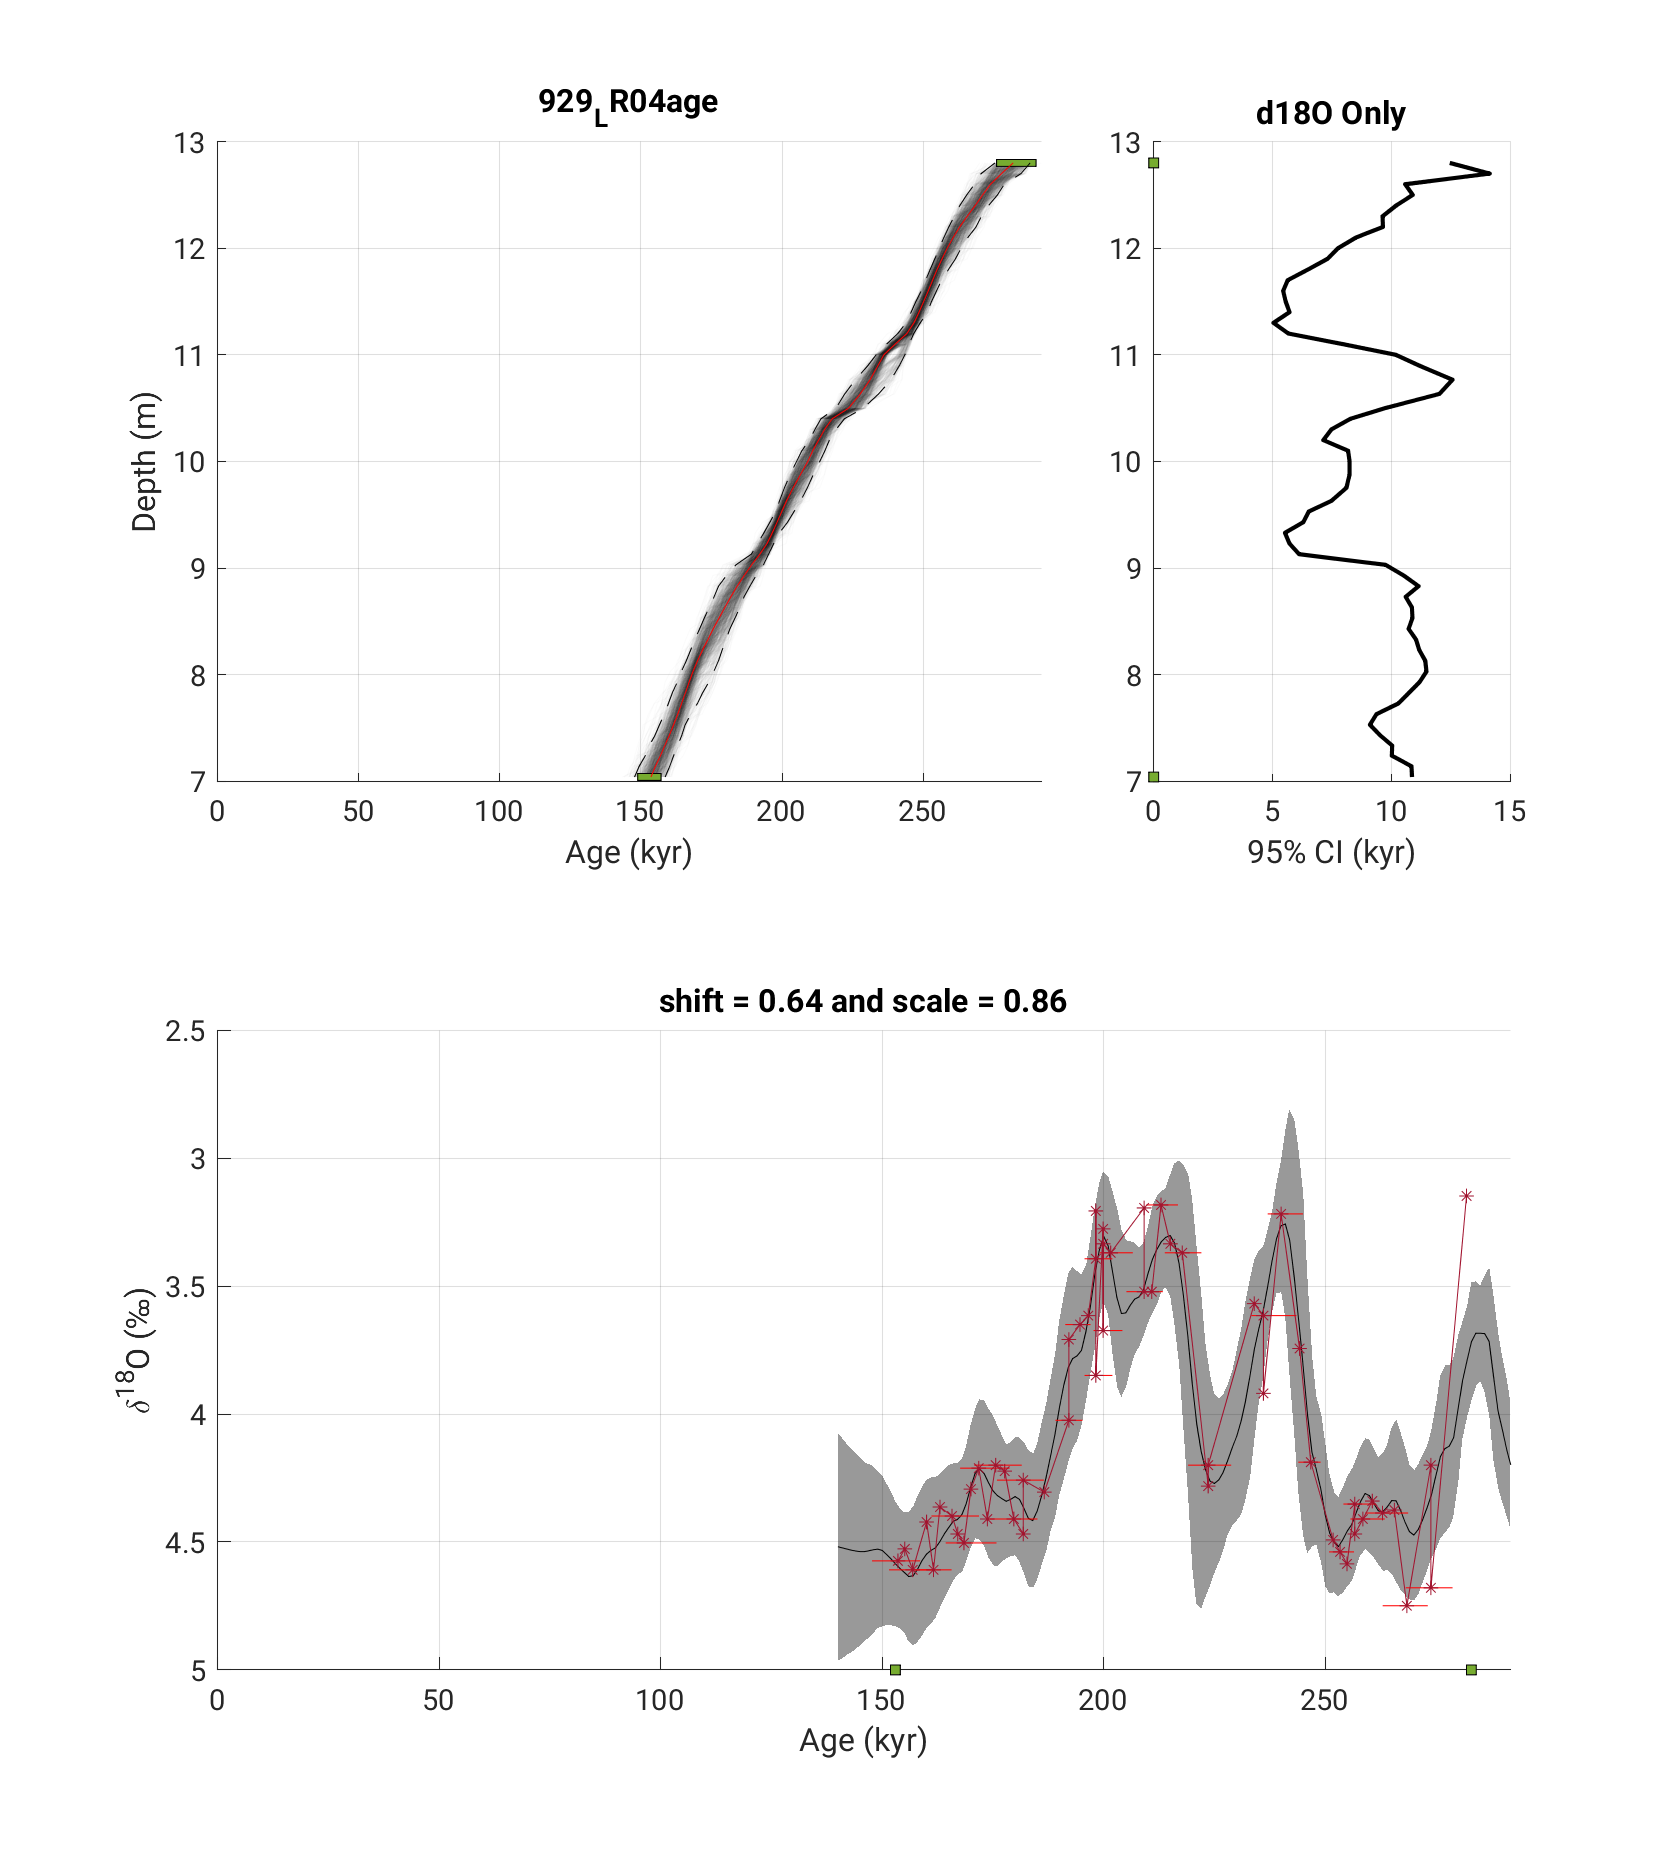 929LR04age
d18O Only
13
12
11
10
9
8
7
Depth (m)
0 50 100 150 200 250
Age (kyr)
13
12
11
10
9
8
7
0 5 10 15
95% CI (kyr)
shift = 0.64 and scale = 0.86
2.5
3
3.5
4
4.5
5
δ18O (‰)
0 50 100 150 200 250
Age (kyr)